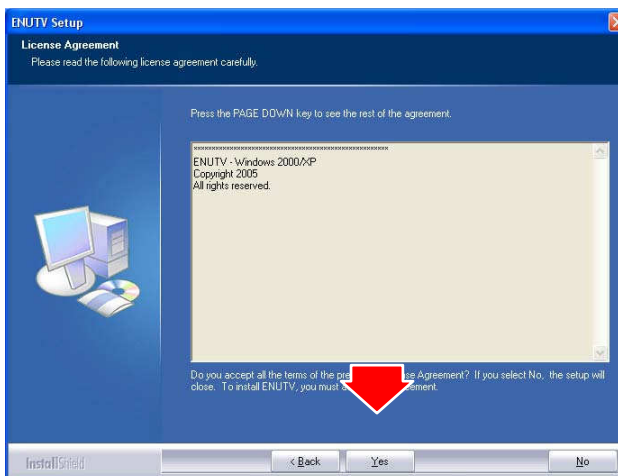 ENUTV Setup
License Agreement
Please read the following license agreement carefully.
Press the PAGE DOWN key to see the rest of the agreement.
ENUTV - Windows 2000/XP
Copyright 2005
All rights reserved.
Do you accept all the terms of the Agreement? If you select No, the setup will
close. To install ENUTV, you must
InstallShield
< Back
Yes
No